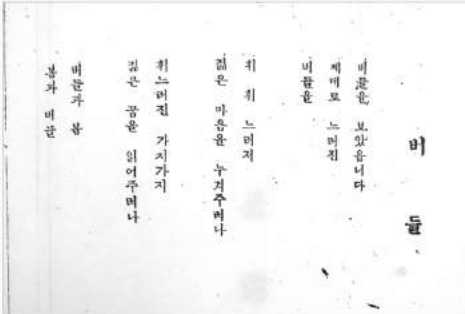 버들
버들을 보았읍니다
제대로 느러진
버들을
휘 휘 느러저
젊은 마음을 누겨주려나
휘느러진 가지가지
깊은 꿈을 읽어주려나
버들과 봄
봄과 버들